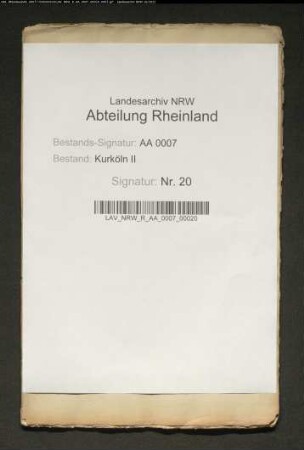 Landesarchiv NRW
Abteilung Rheinland
Bestands-Signatur: AA 0007
Bestand: Kurköln II
Signatur: Nr. 20
LAV_NRW_R_AA_0007_00020